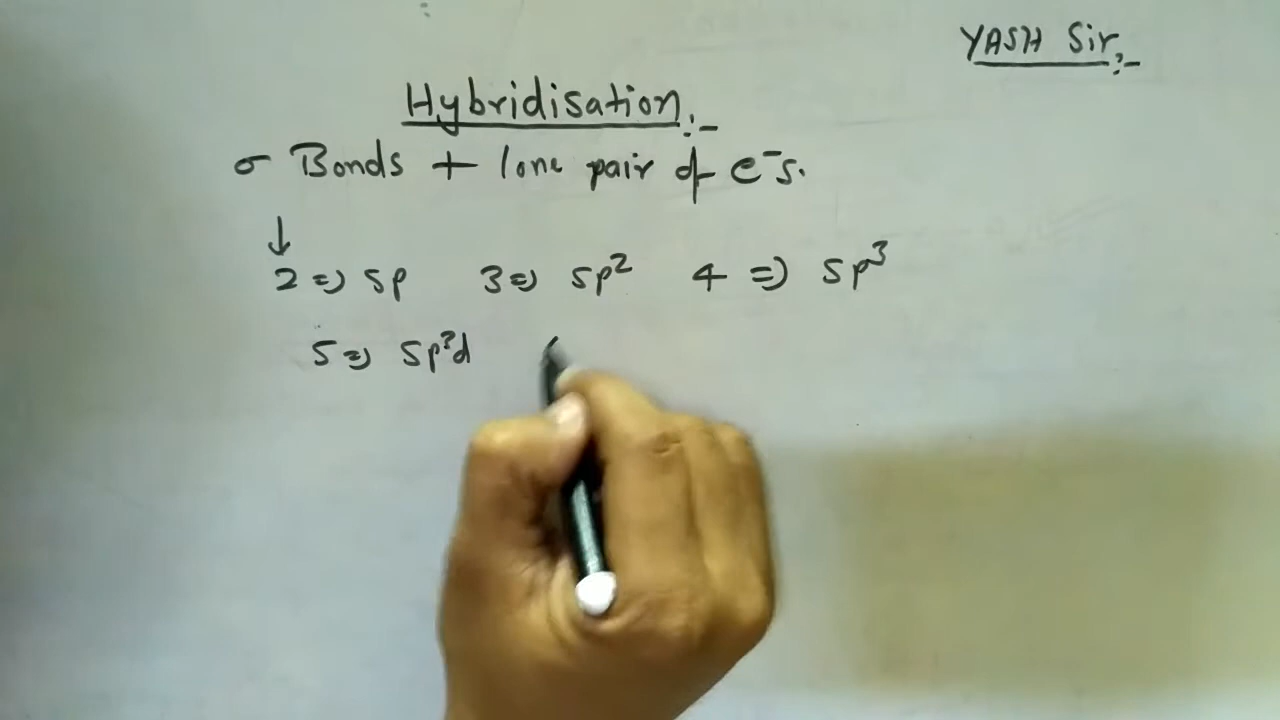 YASH Sir:-
Hybridisation:-
σ Bonds + lone pair of e⁻s.
↓
2 => sp 3 => sp² 4 => sp³
5 => sp³d